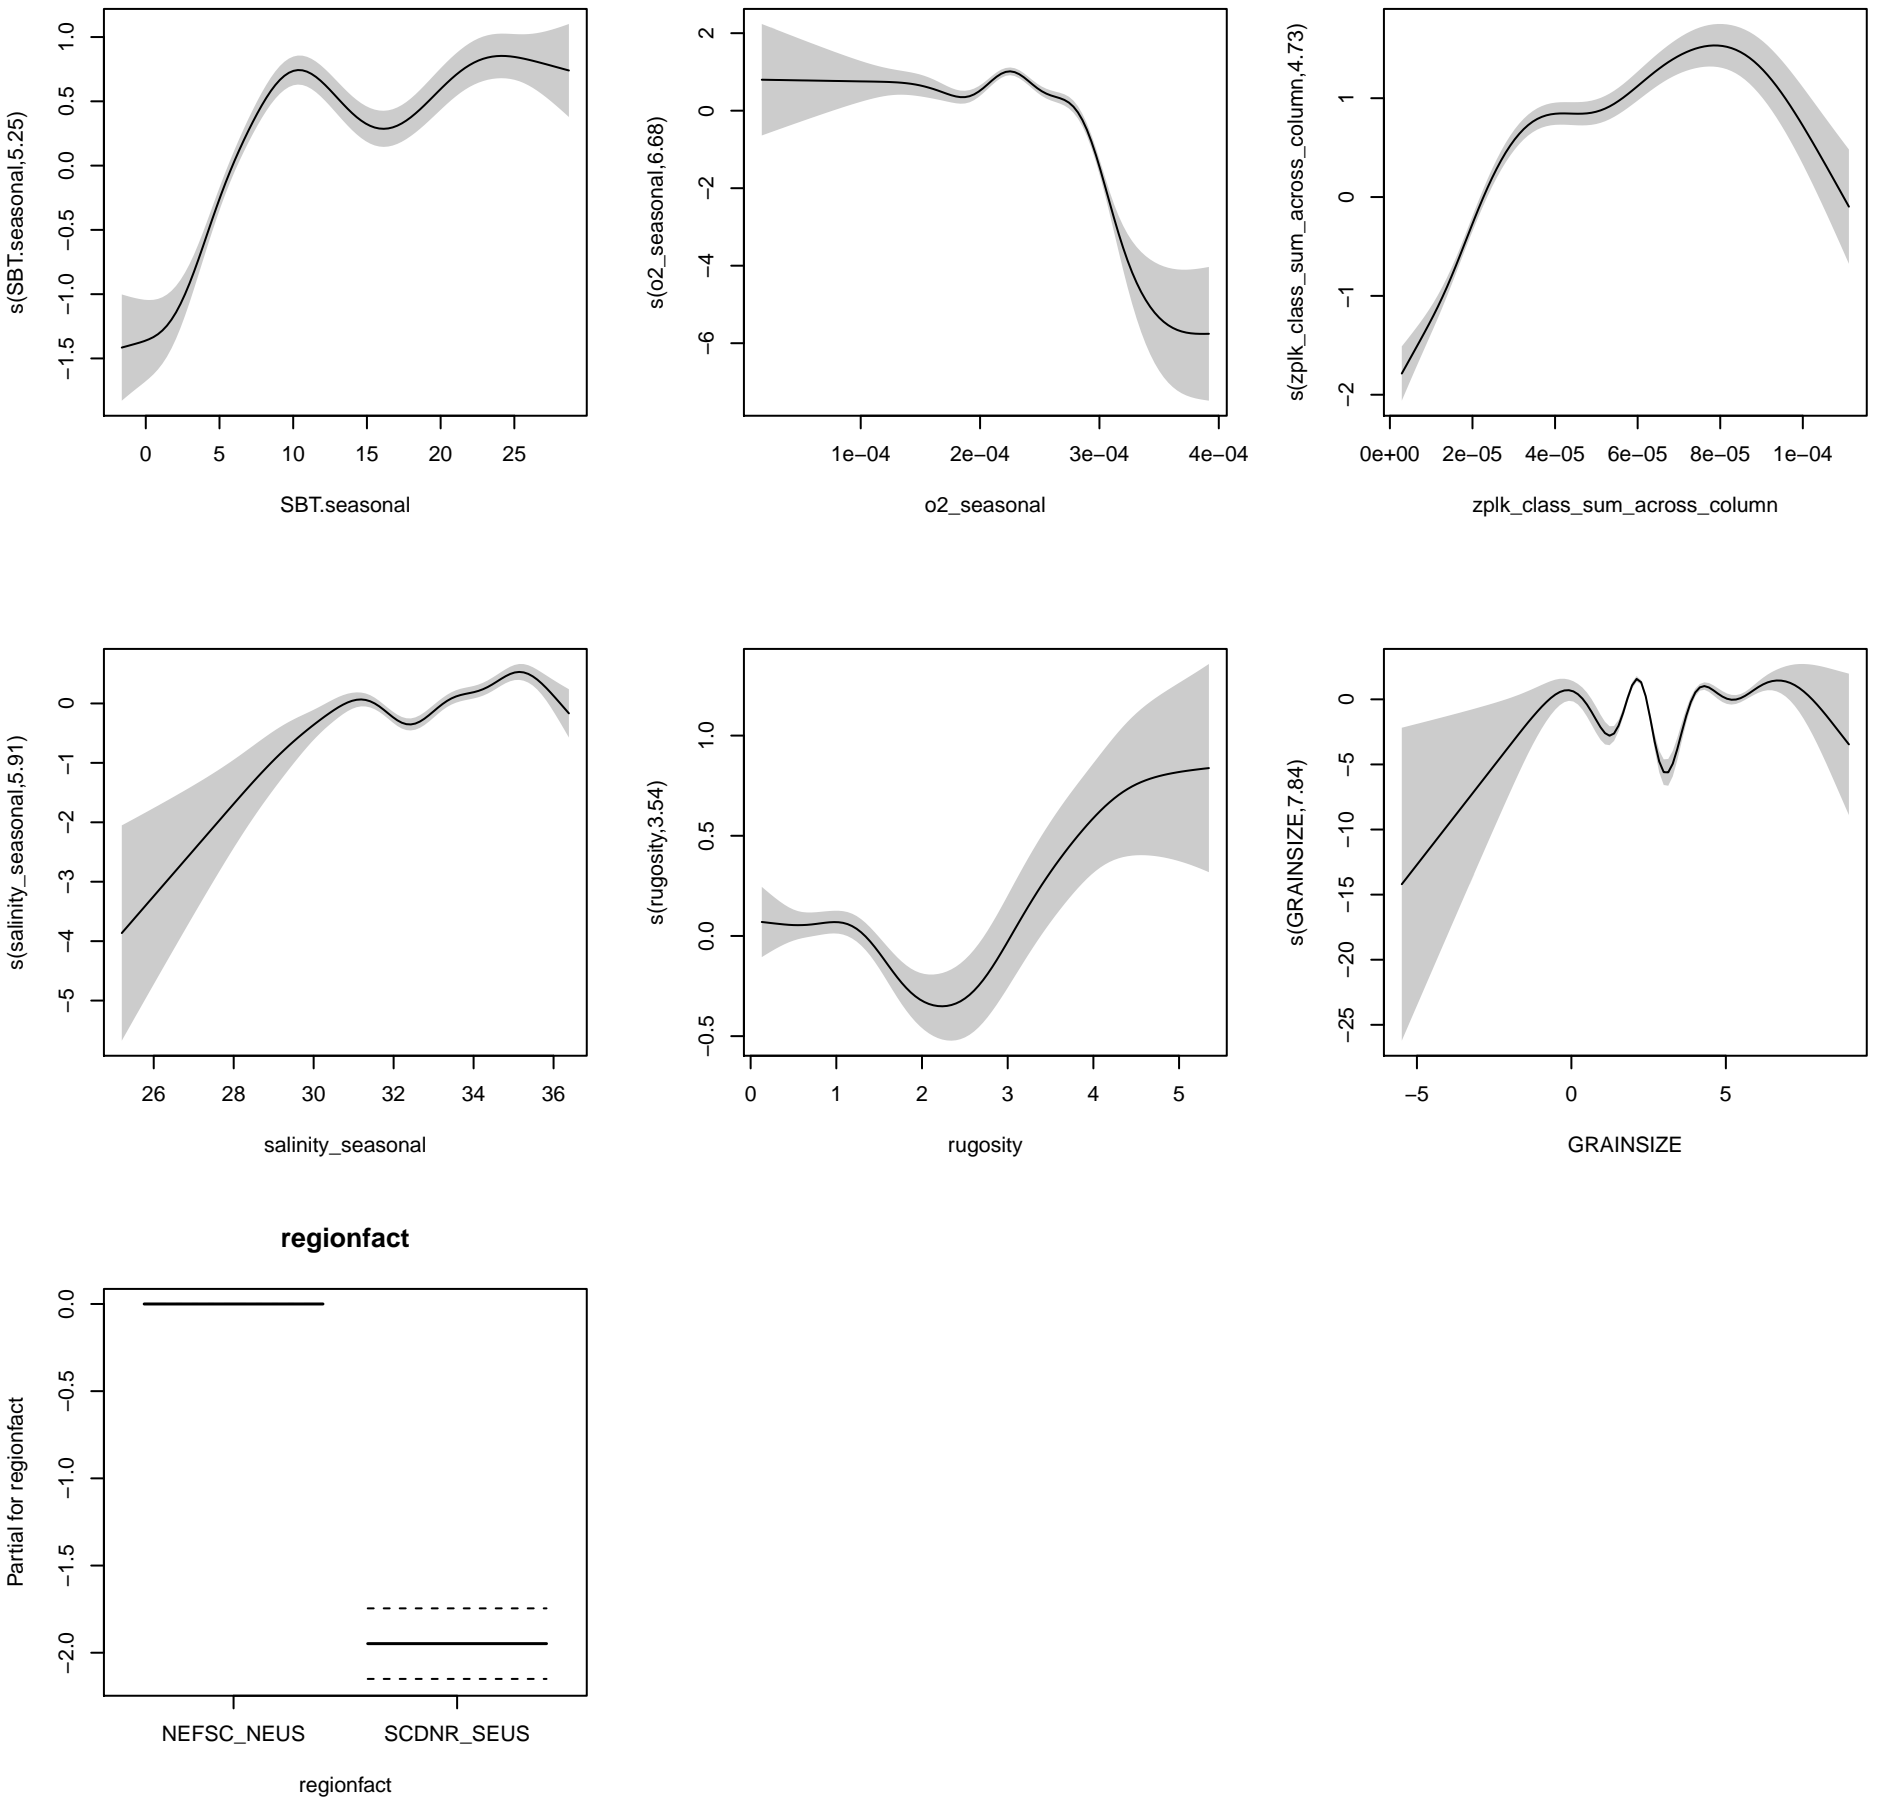 s(SBT.seasonal,5.25)
1.0
0.5
0.0
−0.5
−1.0
−1.5
0 5 10 15 20 25
SBT.seasonal
s(o2_seasonal,6.68)
2
0
−2
−4
−6
1e−04 2e−04 3e−04 4e−04
o2_seasonal
s(zplk_class_sum_across_column,4.73)
1
0
−1
−2
0e+00 2e−05 4e−05 6e−05 8e−05 1e−04
zplk_class_sum_across_column
s(salinity_seasonal,5.91)
0
−1
−2
−3
−4
−5
26 28 30 32 34 36
salinity_seasonal
s(rugosity,3.54)
1.0
0.5
0.0
−0.5
0 1 2 3 4 5
rugosity
s(GRAINSIZE,7.84)
0
−5
−10
−15
−20
−25
−5 0 5
GRAINSIZE
regionfact
Partial for regionfact
0.0
−0.5
−1.0
−1.5
−2.0
NEFSC_NEUS SCDNR_SEUS
regionfact